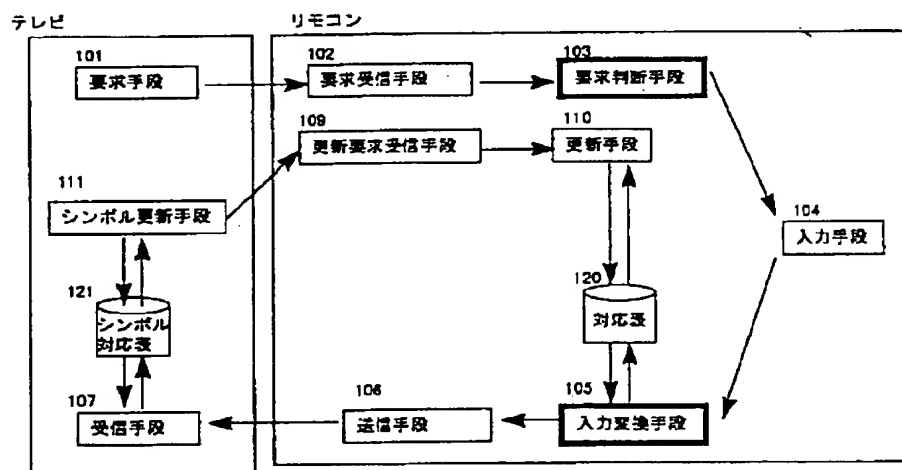 テレビ
リモコン
101
要求手段
102
要求受信手段
103
要求判断手段
109
更新要求受信手段
110
更新手段
111
シンボル更新手段
104
入力手段
121
シンボル
対応表
120
対応表
107
受信手段
106
送信手段
105
入力変換手段